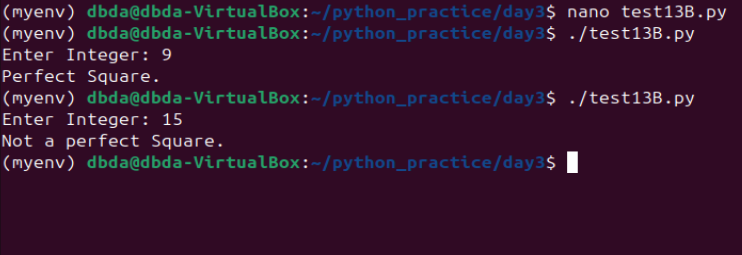 (myenv) dbda@dbda-VirtualBox:~/python_practice/day3$ nano test13B.py
(myenv) dbda@dbda-VirtualBox:~/python_practice/day3$ ./test13B.py
Enter Integer: 9
Perfect Square.
(myenv) dbda@dbda-VirtualBox:~/python_practice/day3$ ./test13B.py
Enter Integer: 15
Not a perfect Square.
(myenv) dbda@dbda-VirtualBox:~/python_practice/day3$